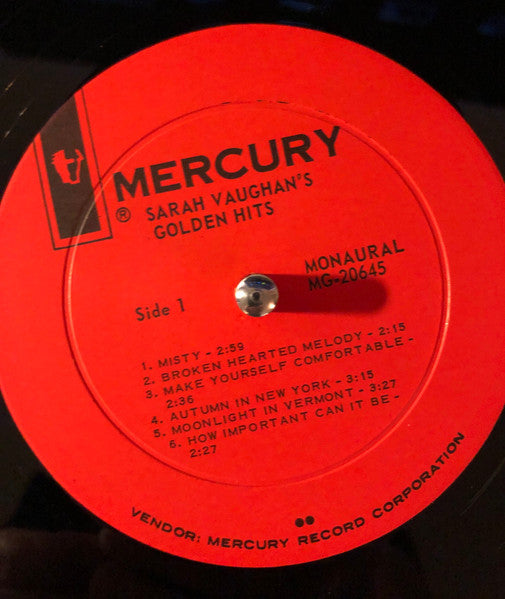 MERCURY
® SARAH VAUGHAN'S
GOLDEN HITS
MONAURAL
MG-20645
Side 1
1. MISTY - 2:59
2. BROKEN HEARTED MELODY - 2:15
3. MAKE YOURSELF COMFORTABLE -
2:36
4. AUTUMN IN NEW YORK - 3:15
5. MOONLIGHT IN VERMONT - 3:27
6. HOW IMPORTANT CAN IT BE -
2:27
VENDOR: MERCURY RECORD CORPORATION